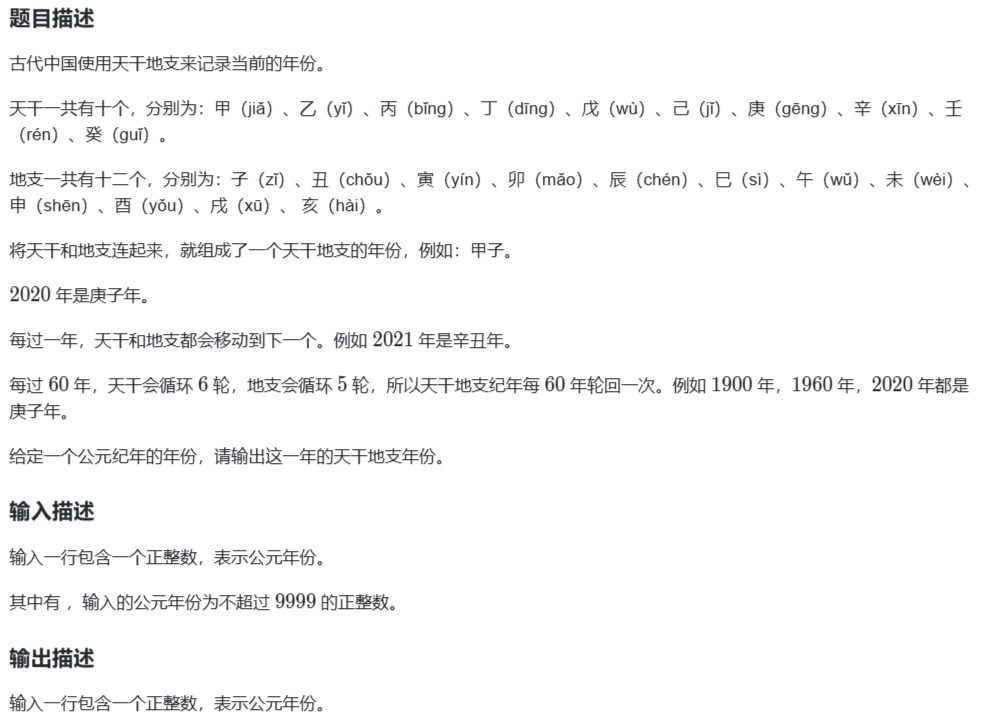 题目描述
古代中国使用天干地支来记录当前的年份。
天干一共有十个，分别为：甲（jiǎ）、乙（yǐ）、丙（bǐng）、丁（dīng）、戊（wù）、己（jǐ）、庚（gēng）、辛（xīn）、壬
（rén）、癸（guǐ）。
地支一共有十二个，分别为：子（zǐ）、丑（chǒu）、寅（yín）、卯（mǎo）、辰（chén）、巳（sì）、午（wǔ）、未（wèi）、
申（shēn）、酉（yǒu）、戌（xū）、 亥（hài）。
将天干和地支连起来，就组成了一个天干地支的年份，例如：甲子。
2020 年是庚子年。
每过一年，天干和地支都会移动到下一个。例如 2021 年是辛丑年。
每过 60 年，天干会循环 6 轮，地支会循环 5 轮，所以天干地支纪年每 60 年轮回一次。例如 1900 年，1960 年，2020 年都是
庚子年。
给定一个公元纪年的年份，请输出这一年的天干地支年份。
输入描述
输入一行包含一个正整数，表示公元年份。
其中有 ，输入的公元年份为不超过 9999 的正整数。
输出描述
输入一行包含一个正整数，表示公元年份。